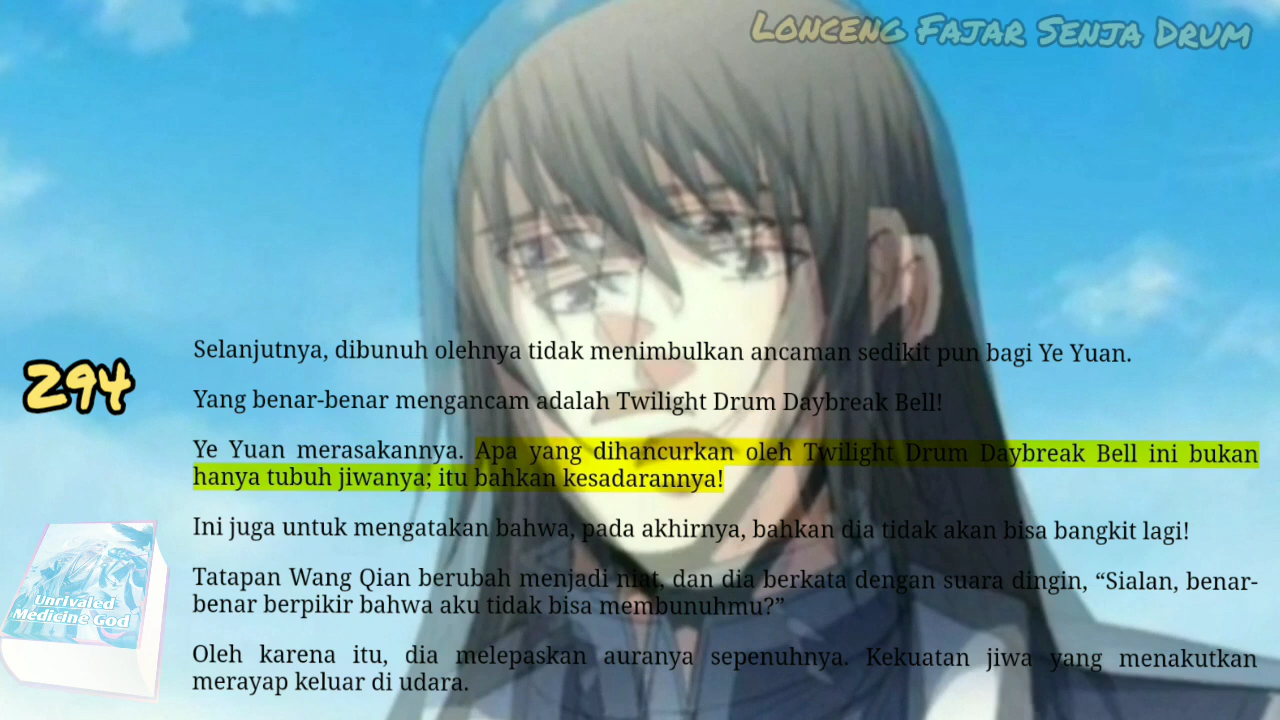 Lonceng Fajar Senja Drum
Selanjutnya, dibunuh olehnya tidak menimbulkan ancaman sedikit pun bagi Ye Yuan.
294
Yang benar-benar mengancam adalah Twilight Drum Daybreak Bell!
Ye Yuan merasakannya. Apa yang dihancurkan oleh Twilight Drum Daybreak Bell ini bukan
hanya tubuh jiwanya; itu bahkan kesadarannya!
Ini juga untuk mengatakan bahwa, pada akhirnya, bahkan dia tidak akan bisa bangkit lagi!
Tatapan Wang Qian berubah menjadi niat, dan dia berkata dengan suara dingin, “Sialan, benar-
benar berpikir bahwa aku tidak bisa membunuhmu?”
Unrivaled
Medicine God
Oleh karena itu, dia melepaskan auranya sepenuhnya. Kekuatan jiwa yang menakutkan
merayap keluar di udara.